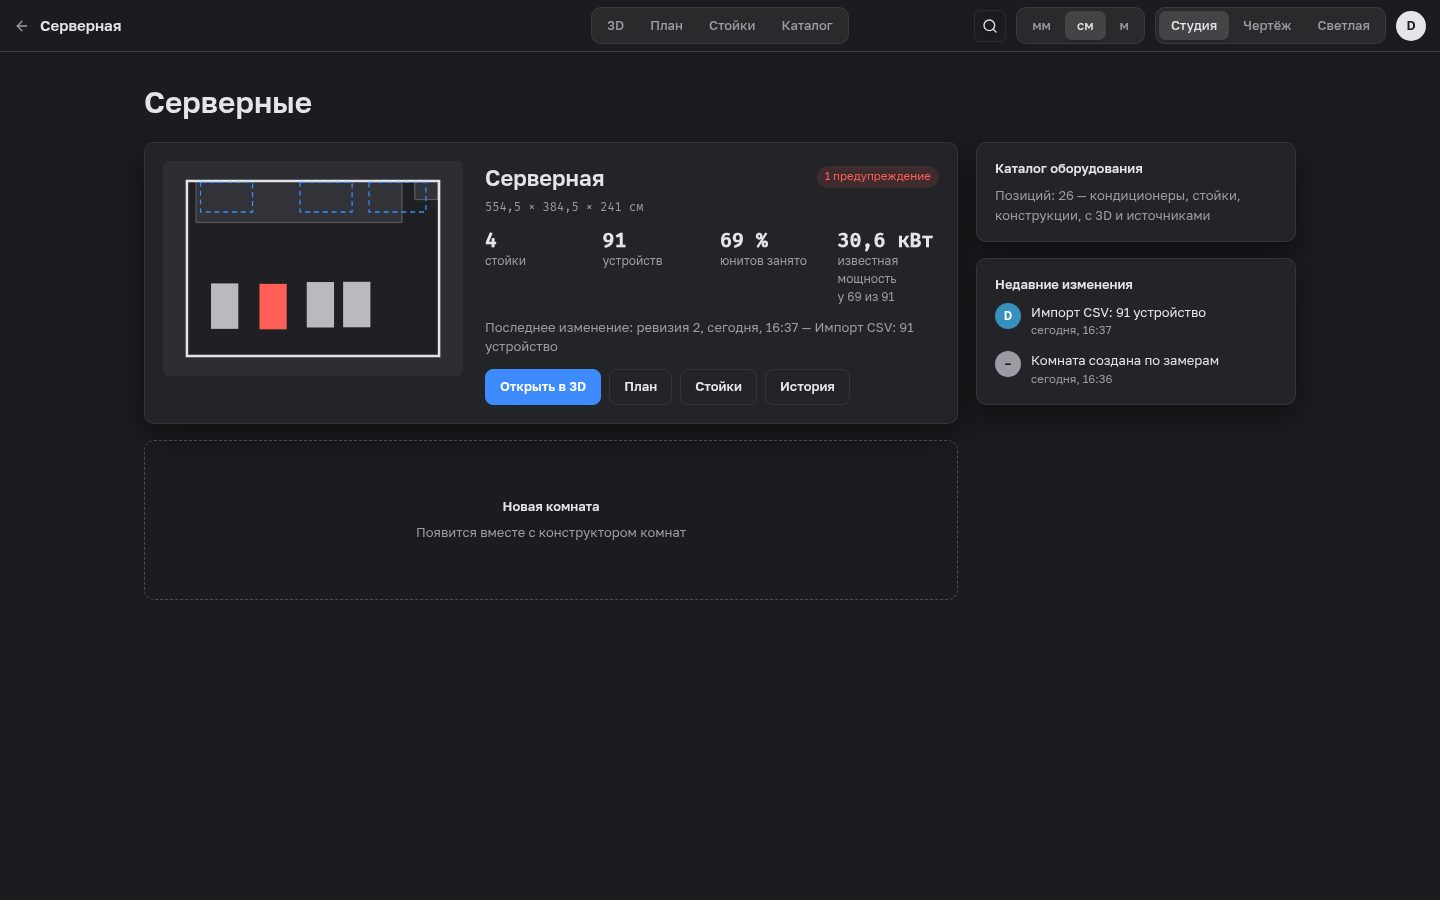 Серверная
3D План Стойки Каталог
мм см м
Студия Чертёж Светлая
D
Серверные
Серверная
1 предупреждение
554,5 × 384,5 × 241 см
4
стойки
91
устройств
69 %
юнитов занято
30,6 кВт
известная
мощность
у 69 из 91
Последнее изменение: ревизия 2, сегодня, 16:37 — Импорт CSV: 91
устройство
Открыть в 3D
План
Стойки
История
Новая комната
Появится вместе с конструктором комнат
Каталог оборудования
Позиций: 26 — кондиционеры, стойки,
конструкции, с 3D и источниками
Недавние изменения
D
Импорт CSV: 91 устройство
сегодня, 16:37
–
Комната создана по замерам
сегодня, 16:36